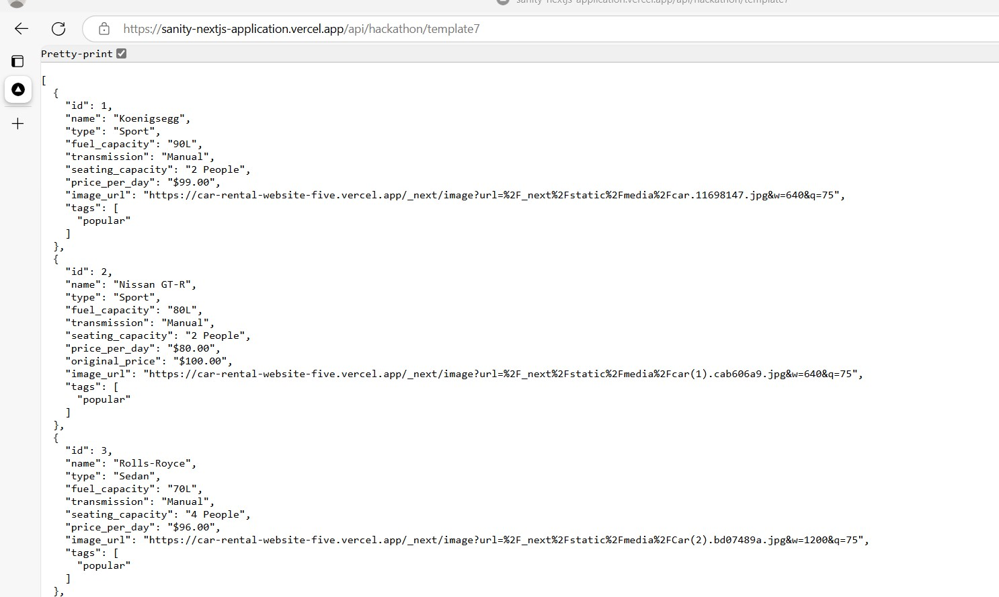 sanity-nextjs-application.vercel.app/api/hackathon/template7
https://sanity-nextjs-application.vercel.app/api/hackathon/template7
Pretty-print
[
  {
    "id": 1,
    "name": "Koenigsegg",
    "type": "Sport",
    "fuel_capacity": "90L",
    "transmission": "Manual",
    "seating_capacity": "2 People",
    "price_per_day": "$99.00",
    "image_url": "https://car-rental-website-five.vercel.app/_next/image?url=%2F_next%2Fstatic%2Fmedia%2Fcar.11698147.jpg&w=640&q=75",
    "tags": [
      "popular"
    ]
  },
  {
    "id": 2,
    "name": "Nissan GT-R",
    "type": "Sport",
    "fuel_capacity": "80L",
    "transmission": "Manual",
    "seating_capacity": "2 People",
    "price_per_day": "$80.00",
    "original_price": "$100.00",
    "image_url": "https://car-rental-website-five.vercel.app/_next/image?url=%2F_next%2Fstatic%2Fmedia%2Fcar(1).cab606a9.jpg&w=640&q=75",
    "tags": [
      "popular"
    ]
  },
  {
    "id": 3,
    "name": "Rolls-Royce",
    "type": "Sedan",
    "fuel_capacity": "70L",
    "transmission": "Manual",
    "seating_capacity": "4 People",
    "price_per_day": "$96.00",
    "image_url": "https://car-rental-website-five.vercel.app/_next/image?url=%2F_next%2Fstatic%2Fmedia%2FCar(2).bd07489a.jpg&w=1200&q=75",
    "tags": [
      "popular"
    ]
  },